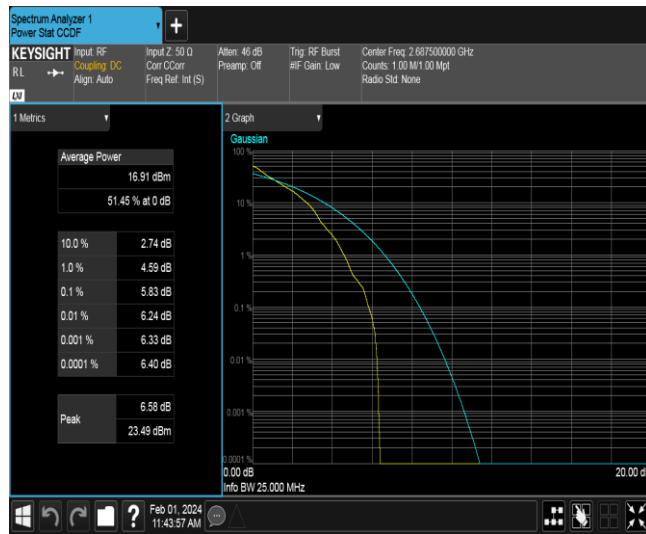 Spectrum Analyzer 1
Power Stat CCDF
+
KEYSIGHT
RL
LXI
Input: RF
Coupling: DC
Align: Auto
Input Z: 50 Ω
Corr CCorr
Freq Ref: Int (S)
Atten: 46 dB
Preamp: Off
Trig: RF Burst
#IF Gain: Low
Center Freq: 2.687500000 GHz
Counts: 1.00 M/1.00 Mpt
Radio Std: None
1 Metrics
Average Power
16.91 dBm
51.45 % at 0 dB
10.0 % 2.74 dB
1.0 % 4.59 dB
0.1 % 5.83 dB
0.01 % 6.24 dB
0.001 % 6.33 dB
0.0001 % 6.40 dB
Peak
6.58 dB
23.49 dBm
2 Graph
Gaussian
100 %
10 %
1 %
0.1 %
0.01 %
0.001 %
0.0001 %
0.00 dB 20.00 d
Info BW 25.000 MHz
?
Feb 01, 2024
11:43:57 AM